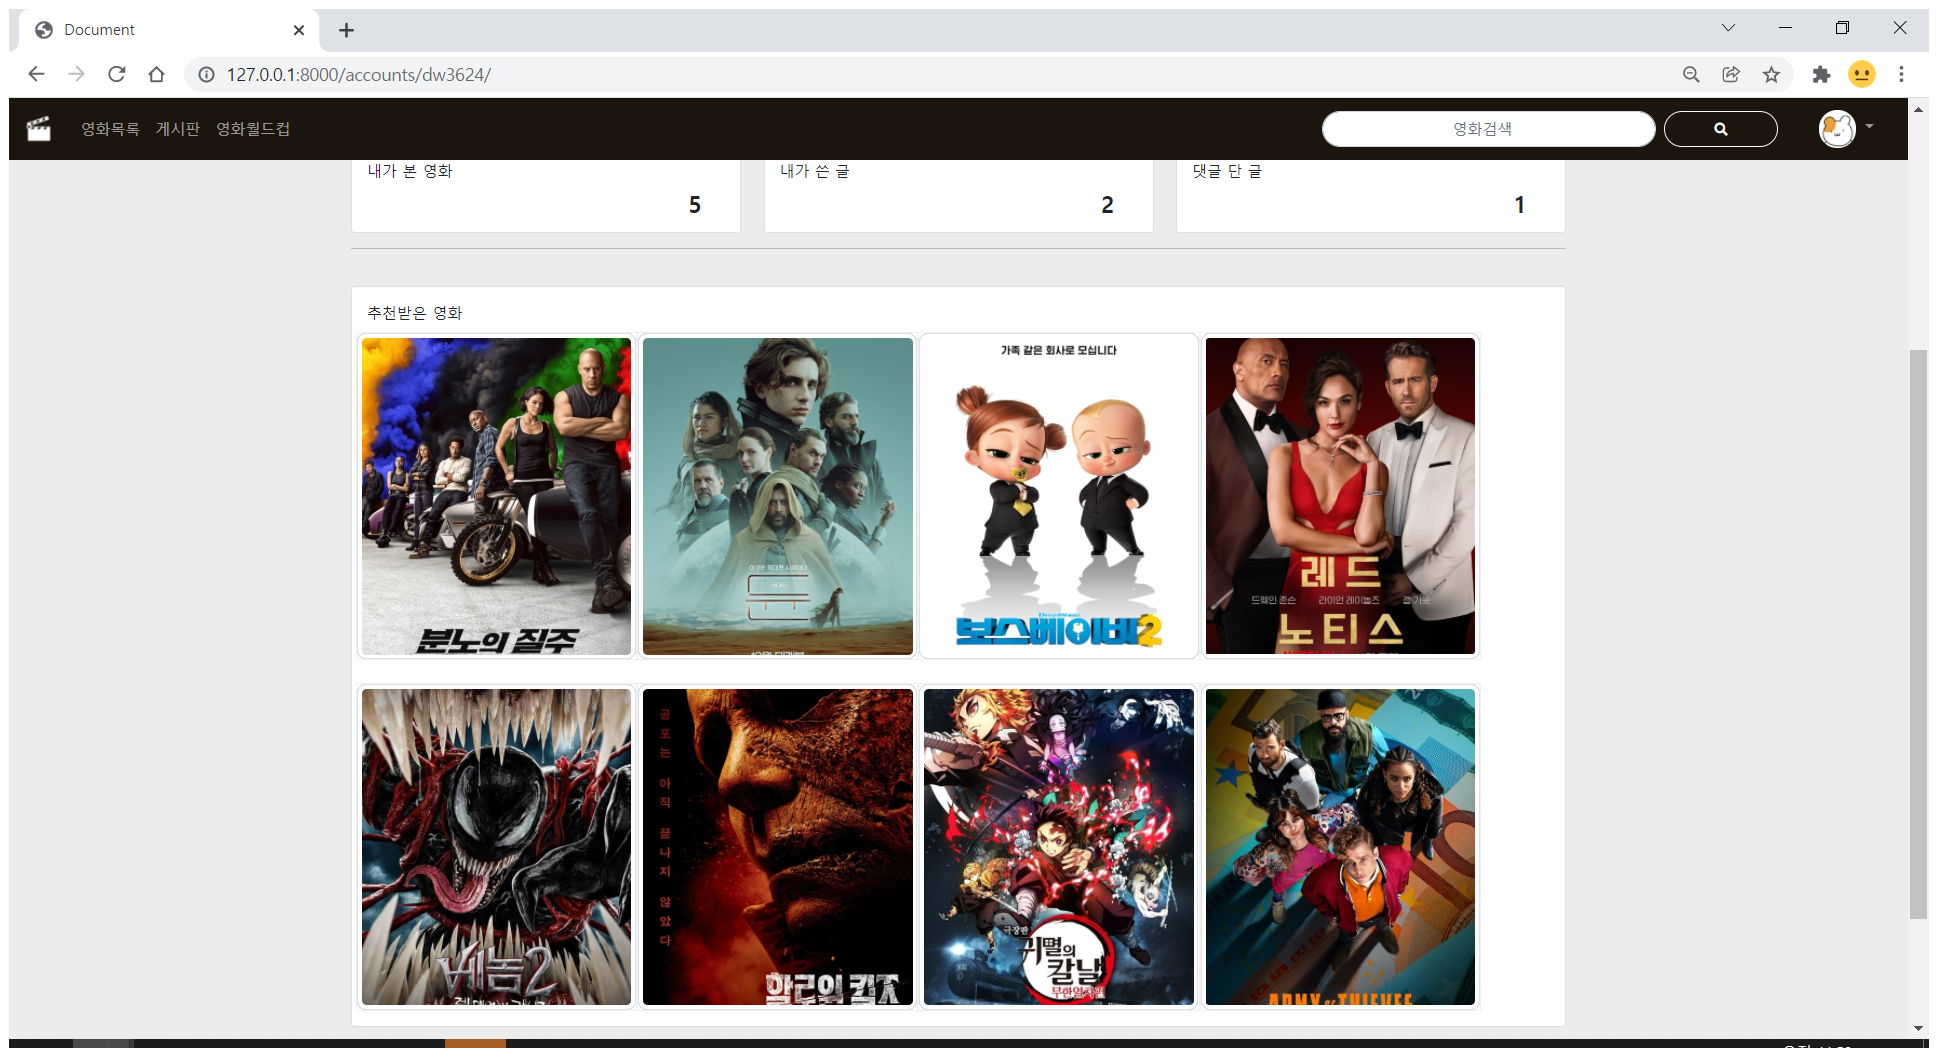 Document
127.0.0.1:8000/accounts/dw3624/
영화목록 게시판 영화월드컵
영화검색
내가 본 영화
5
내가 쓴 글
2
댓글 단 글
1
추천받은 영화
분노의 질주
듄
가족 같은 회사로 모십니다
보스베이비2
레드
드웨인 존슨 라이언 레이놀즈 갤 가돗
노티스
베놈2
공포는 아직 끝나지 않았다
할로윈 킬즈
극장판
귀멸의
칼날
무한열차편
ARMY OF THIEVES